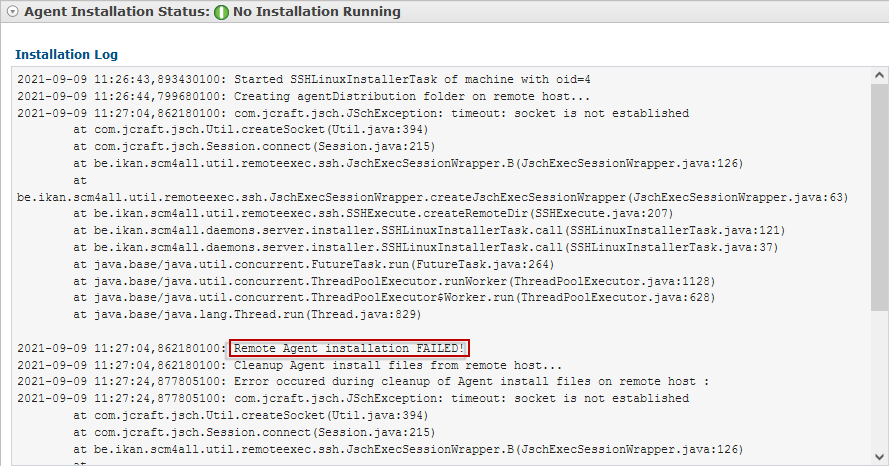 Agent Installation Status: No Installation Running
Installation Log
2021-09-09 11:26:43,893430100: Started SSHLinuxInstallerTask of machine with oid=4
2021-09-09 11:26:44,799680100: Creating agentDistribution folder on remote host...
2021-09-09 11:27:04,862180100: com.jcraft.jsch.JSchException: timeout: socket is not established
at com.jcraft.jsch.Util.createSocket(Util.java:394)
at com.jcraft.jsch.Session.connect(Session.java:215)
at be.ikan.scm4all.util.remoteexec.ssh.JschExecSessionWrapper.B(JschExecSessionWrapper.java:126)
at
be.ikan.scm4all.util.remoteexec.ssh.JschExecSessionWrapper.createJschExecSessionWrapper(JschExecSessionWrapper.java:63)
at be.ikan.scm4all.util.remoteexec.ssh.SSHExecute.createRemoteDir(SSHExecute.java:207)
at be.ikan.scm4all.daemons.server.installer.SSHLinuxInstallerTask.call(SSHLinuxInstallerTask.java:121)
at be.ikan.scm4all.daemons.server.installer.SSHLinuxInstallerTask.call(SSHLinuxInstallerTask.java:37)
at java.base/java.util.concurrent.FutureTask.run(FutureTask.java:264)
at java.base/java.util.concurrent.ThreadPoolExecutor.runWorker(ThreadPoolExecutor.java:1128)
at java.base/java.util.concurrent.ThreadPoolExecutor$Worker.run(ThreadPoolExecutor.java:628)
at java.base/java.lang.Thread.run(Thread.java:829)
2021-09-09 11:27:04,862180100: Remote Agent installation FAILED!
2021-09-09 11:27:04,862180100: Cleanup Agent install files from remote host...
2021-09-09 11:27:24,877805100: Error occured during cleanup of Agent install files on remote host :
2021-09-09 11:27:24,877805100: com.jcraft.jsch.JSchException: timeout: socket is not established
at com.jcraft.jsch.Util.createSocket(Util.java:394)
at com.jcraft.jsch.Session.connect(Session.java:215)
at be.ikan.scm4all.util.remoteexec.ssh.JschExecSessionWrapper.B(JschExecSessionWrapper.java:126)
at